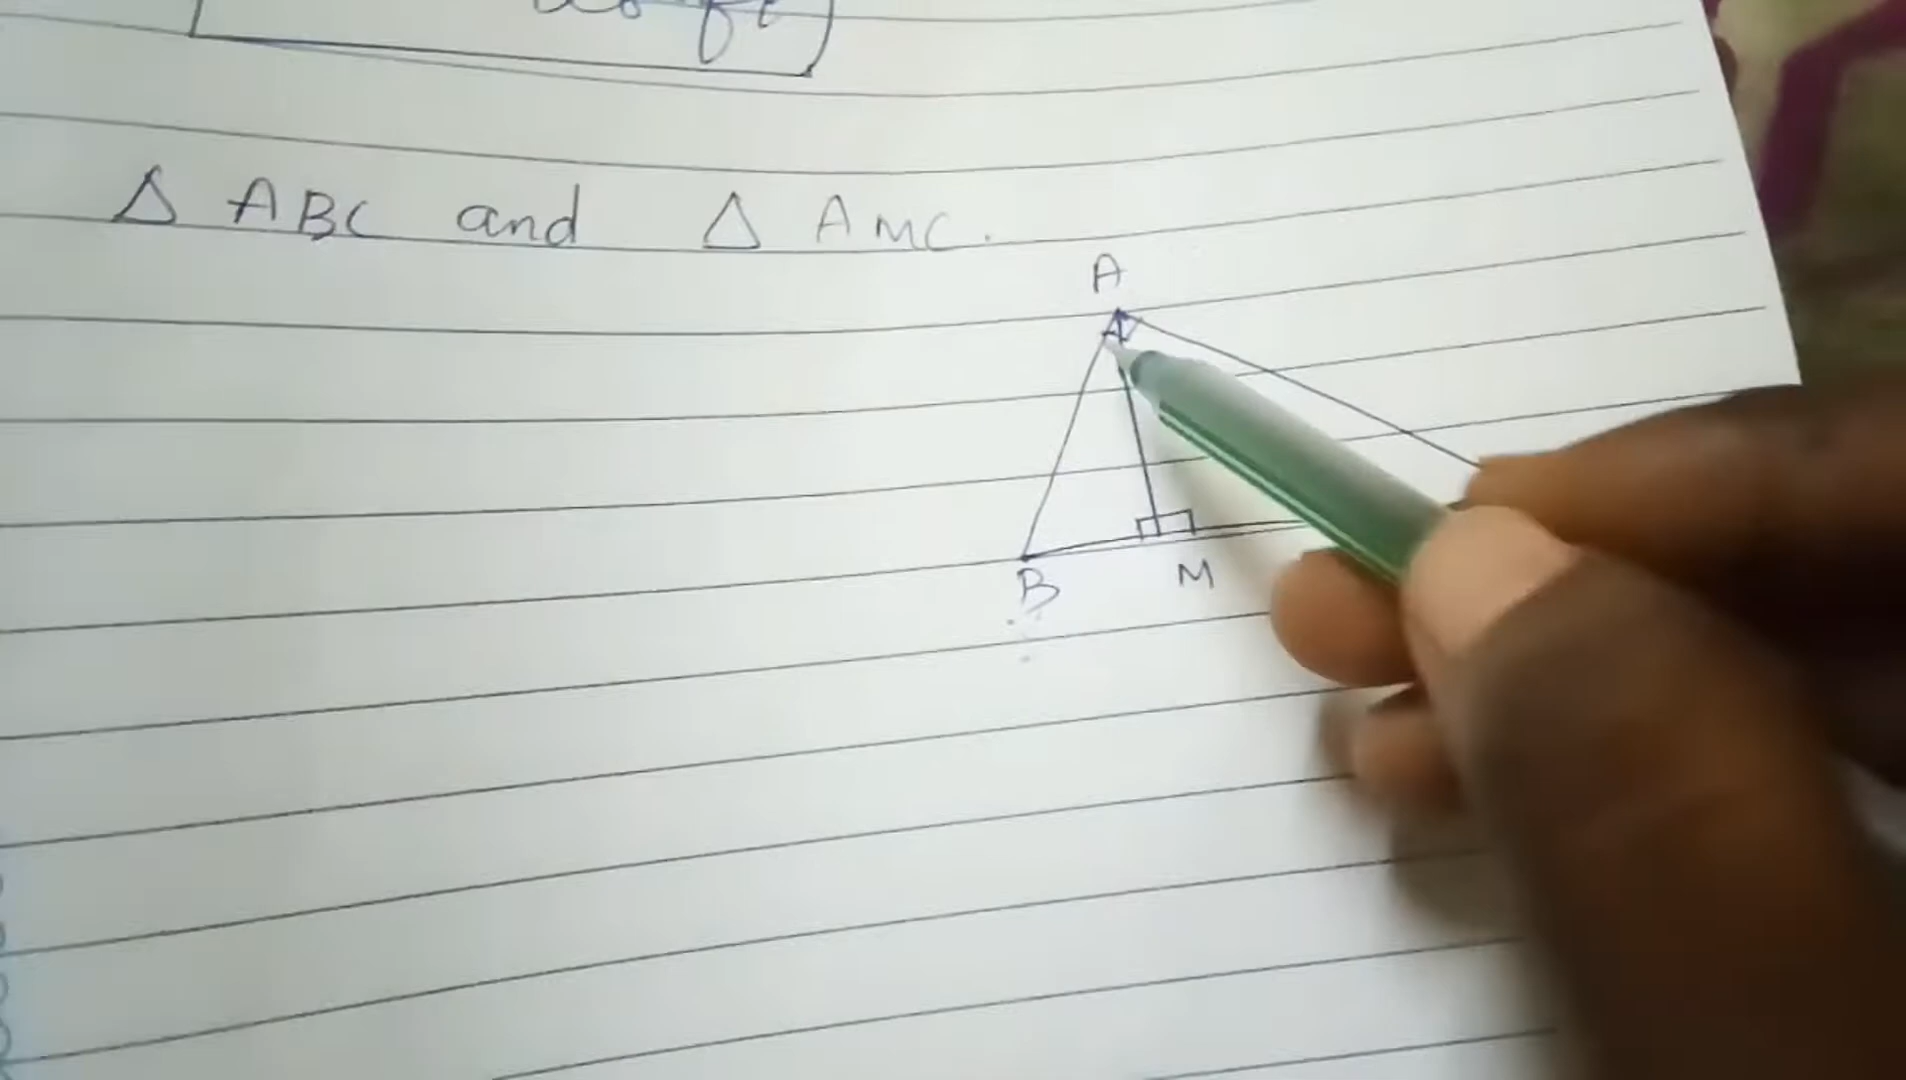 △ ABC and △ AMC.
A
B M